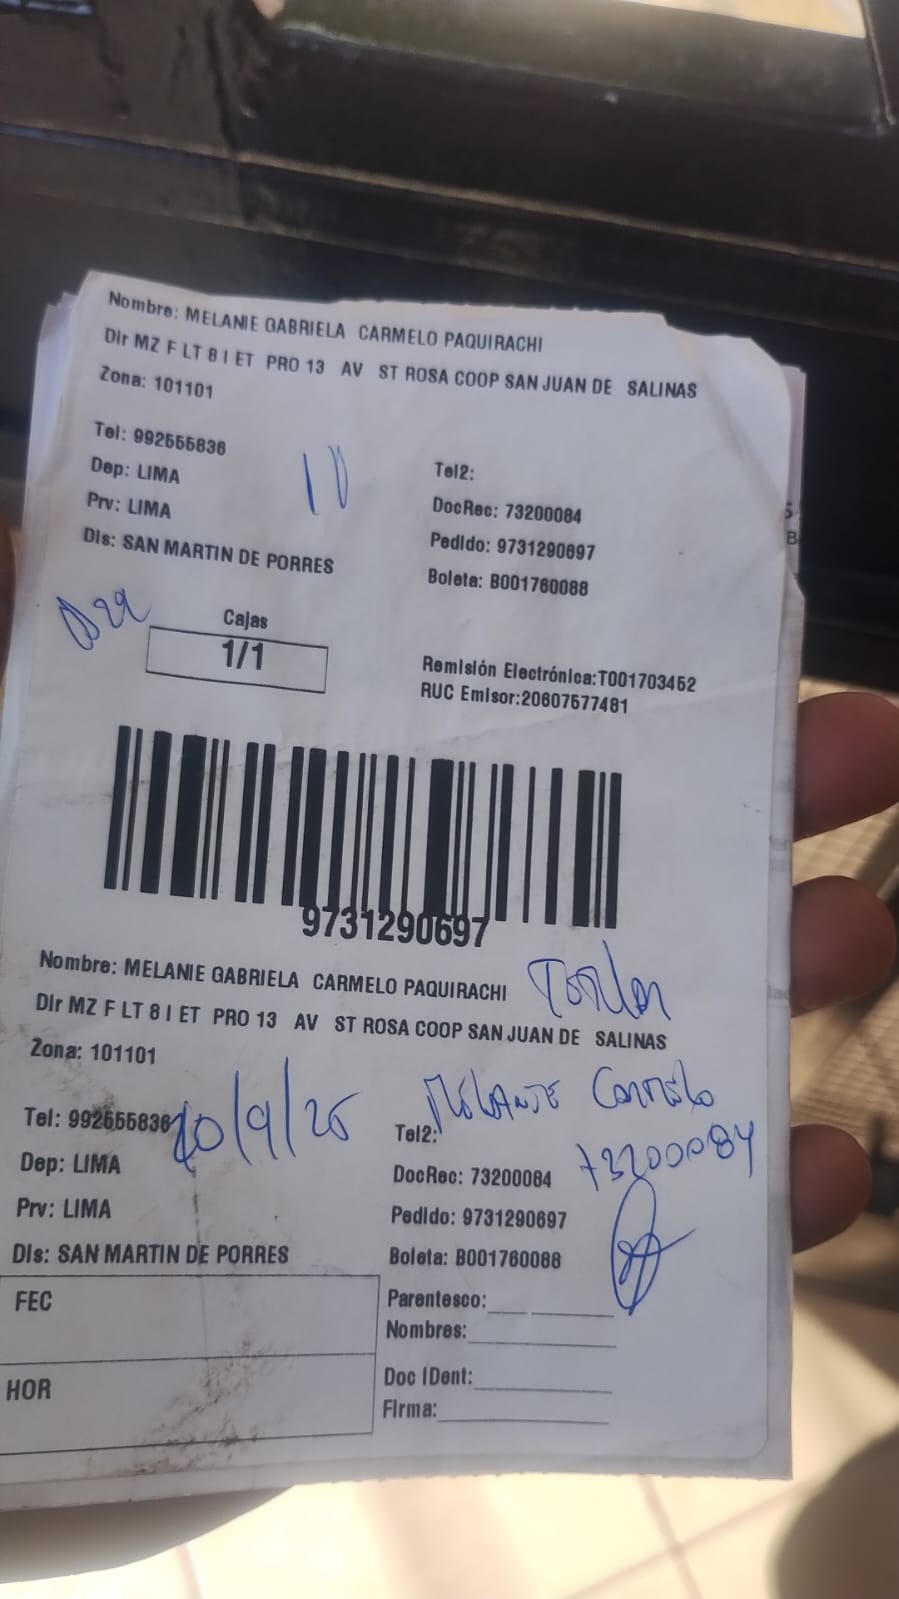 Nombre: MELANIE GABRIELA CARMELO PAQUIRACHI
Dir MZ F LT 8 I ET PRO 13 AV ST ROSA COOP SAN JUAN DE SALINAS
Zona: 101101
Tel: 992555836
Tel2:
Dep: LIMA
DocRec: 73200084
Prv: LIMA
Pedido: 9731290697
Dis: SAN MARTIN DE PORRES
Boleta: B001760088
Cajas
1/1
Remisión Electrónica:T001703452
RUC Emisor:20607577481
9731290697
Nombre: MELANIE GABRIELA CARMELO PAQUIRACHI
Dir MZ F LT 8 I ET PRO 13 AV ST ROSA COOP SAN JUAN DE SALINAS
Zona: 101101
Melanie Carmelo
Tel: 992555836
Tel2:
73200084
Dep: LIMA
DocRec: 73200084
Prv: LIMA
Pedido: 9731290697
Dis: SAN MARTIN DE PORRES
Boleta: B001760088
FEC
Parentesco:
Nombres:
HOR
Doc IDent:
Firma: